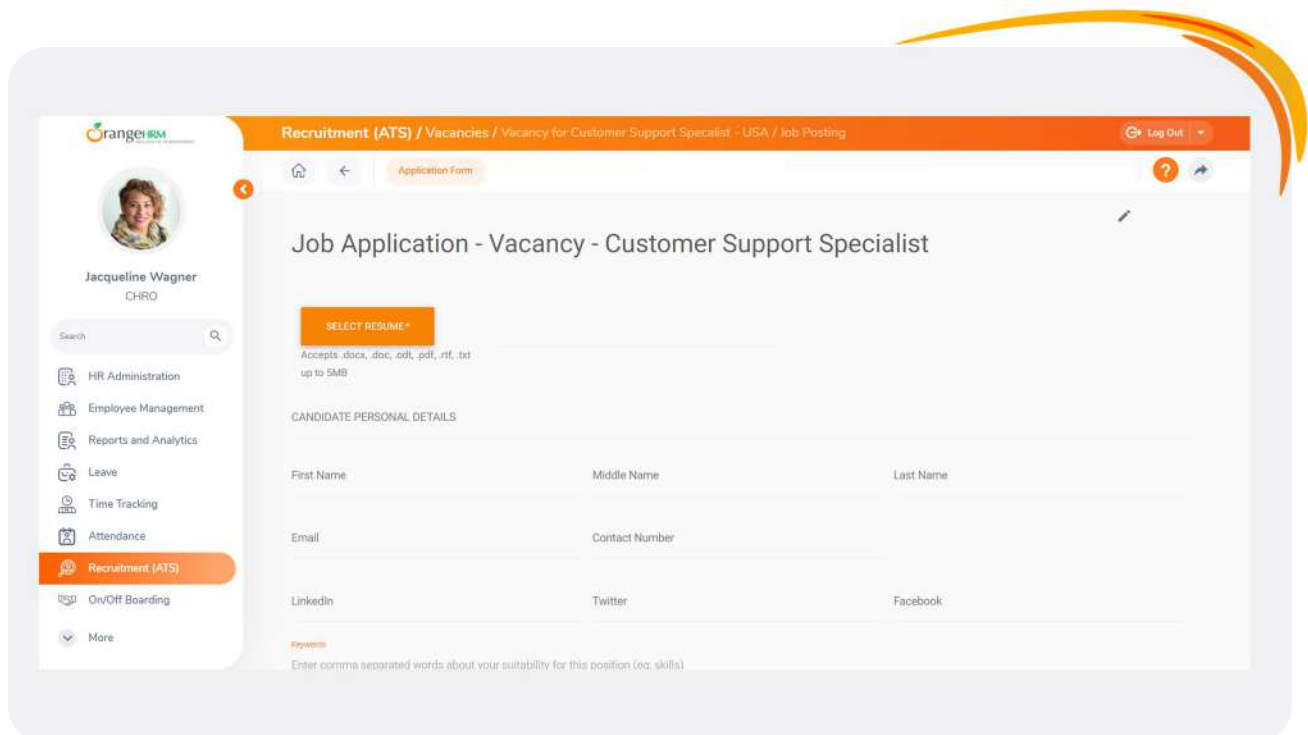 OrangeHRM
Recruitment (ATS) / Vacancies / Vacancy for Customer Support Specalist - USA / Job Posting
Log Out
Application Form
?
Job Application - Vacancy - Customer Support Specialist
Jacqueline Wagner
CHRO
Search
SELECT RESUME*
Accepts .docx, .doc, .odt, .pdf, .rtf, .txt
up to 5MB
HR Administration
Employee Management
Reports and Analytics
Leave
Time Tracking
Attendance
Recruitment (ATS)
On/Off Boarding
More
CANDIDATE PERSONAL DETAILS
First Name
Middle Name
Last Name
Email
Contact Number
LinkedIn
Twitter
Facebook
Keywords
Enter comma separated words about your suitability for this position (eg: skills)